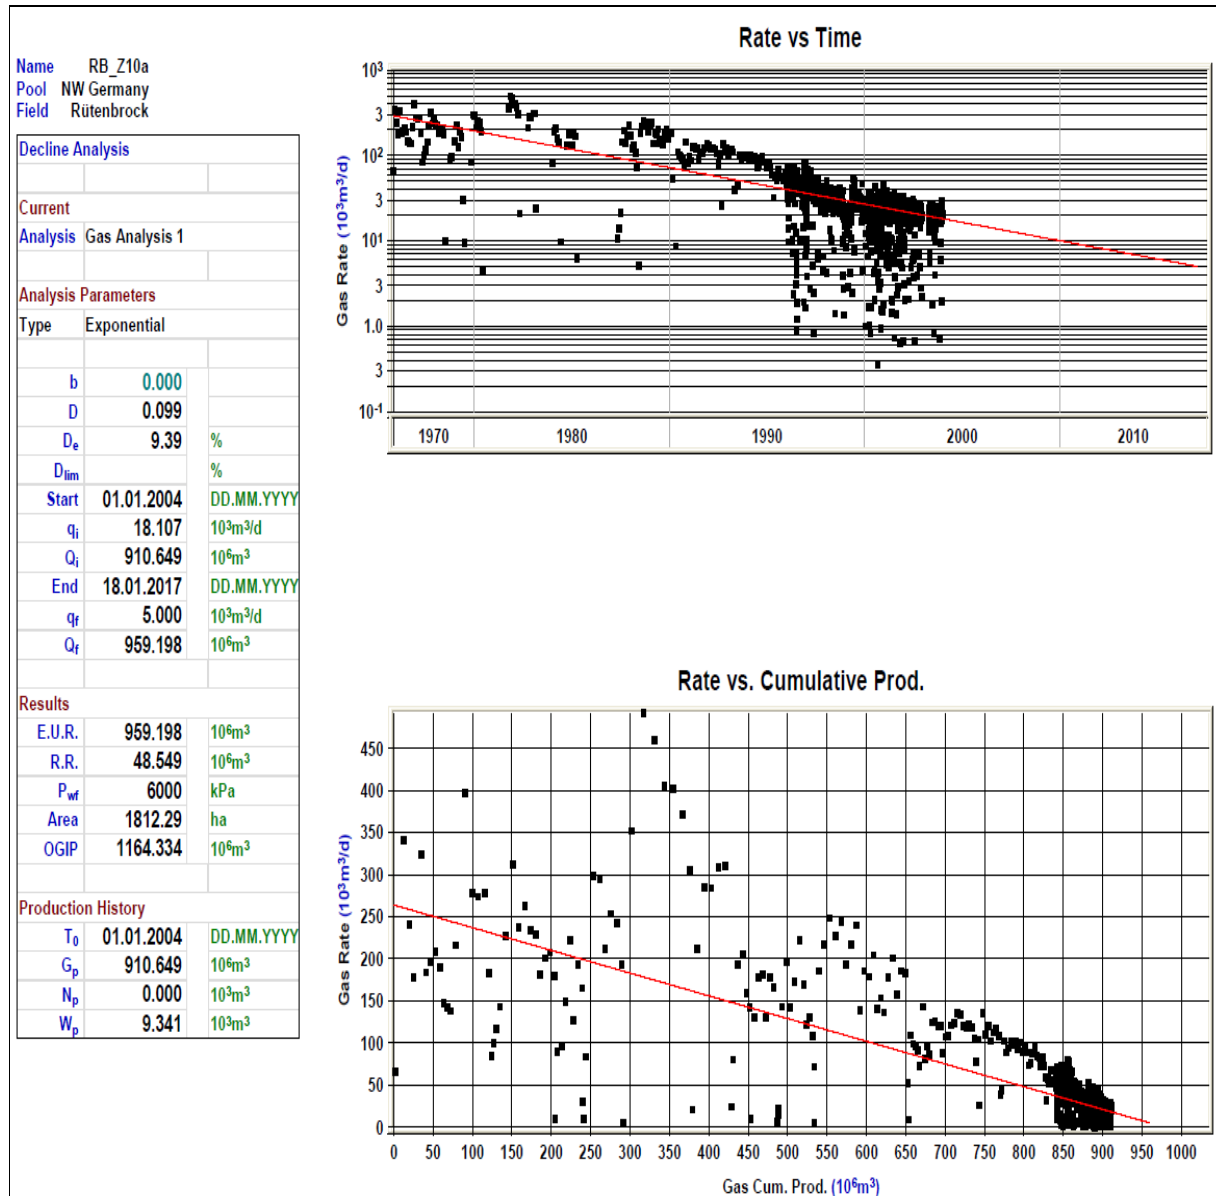 Name RB_Z10a
Pool NW Germany
Field Rütenbrock
Decline Analysis
Current
Analysis Gas Analysis 1
Analysis Parameters
Type Exponential
b 0.000
D 0.099
De 9.39 %
Dlim %
Start 01.01.2004 DD.MM.YYYY
qi 18.107 10³m³/d
Qi 910.649 10⁶m³
End 18.01.2017 DD.MM.YYYY
qf 5.000 10³m³/d
Qf 959.198 10⁶m³
Results
E.U.R. 959.198 10⁶m³
R.R. 48.549 10⁶m³
Pwf 6000 kPa
Area 1812.29 ha
OGIP 1164.334 10⁶m³
Production History
T0 01.01.2004 DD.MM.YYYY
Gp 910.649 10⁶m³
Np 0.000 10³m³
Wp 9.341 10³m³
Rate vs Time
Gas Rate (10³m³/d)
10³
3
10²
3
10¹
3
1.0
3
10⁻¹
1970 1980 1990 2000 2010
Rate vs. Cumulative Prod.
Gas Rate (10³m³/d)
450
400
350
300
250
200
150
100
50
0
0 50 100 150 200 250 300 350 400 450 500 550 600 650 700 750 800 850 900 950 1000
Gas Cum. Prod. (10⁶m³)